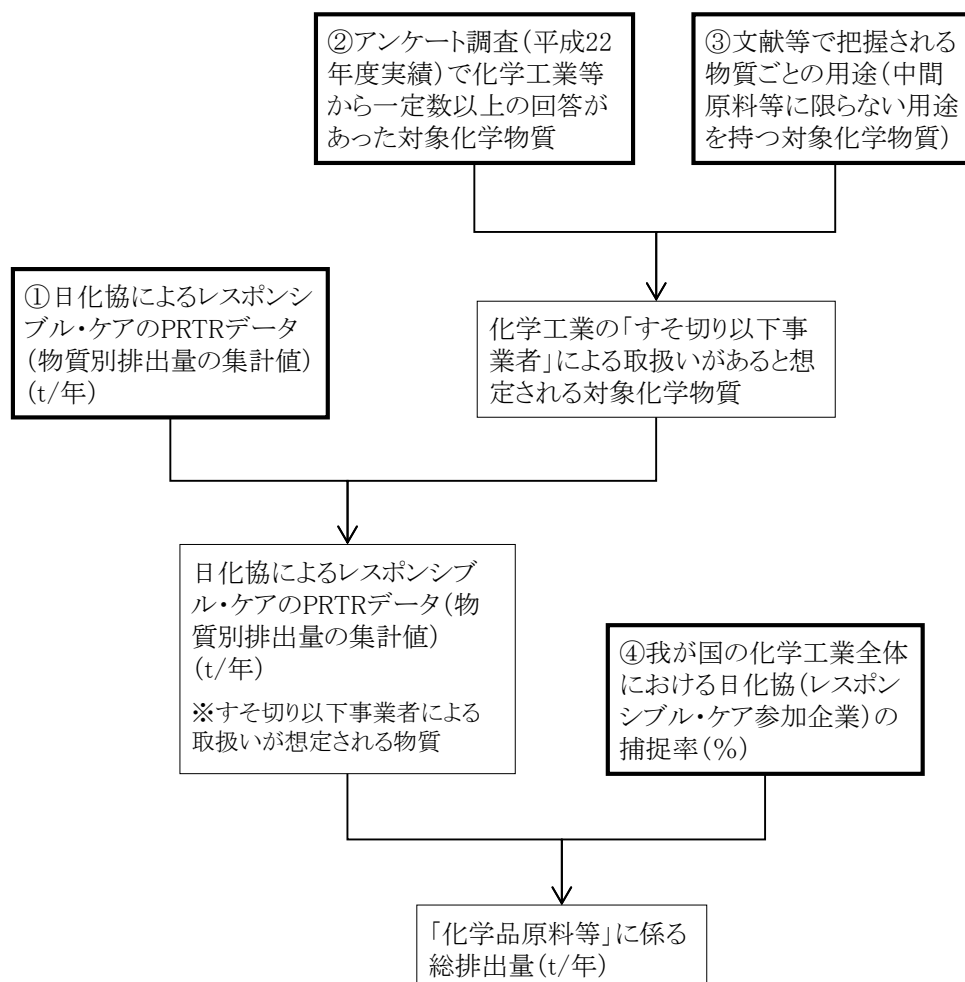 ②アンケート調査(平成22
年度実績)で化学工業等
から一定数以上の回答が
あった対象化学物質
③文献等で把握される
物質ごとの用途(中間
原料等に限らない用途
を持つ対象化学物質)
①日化協によるレスポンシ
ブル・ケアのPRTRデータ
(物質別排出量の集計値)
(t/年)
化学工業の「すそ切り以下事
業者」による取扱いがあると想
定される対象化学物質
日化協によるレスポンシブ
ル・ケアのPRTRデータ(物
質別排出量の集計値)
(t/年)
※すそ切り以下事業者による
取扱いが想定される物質
④我が国の化学工業全体
における日化協(レスポン
シブル・ケア参加企業)の
捕捉率(%)
「化学品原料等」に係る
総排出量(t/年)